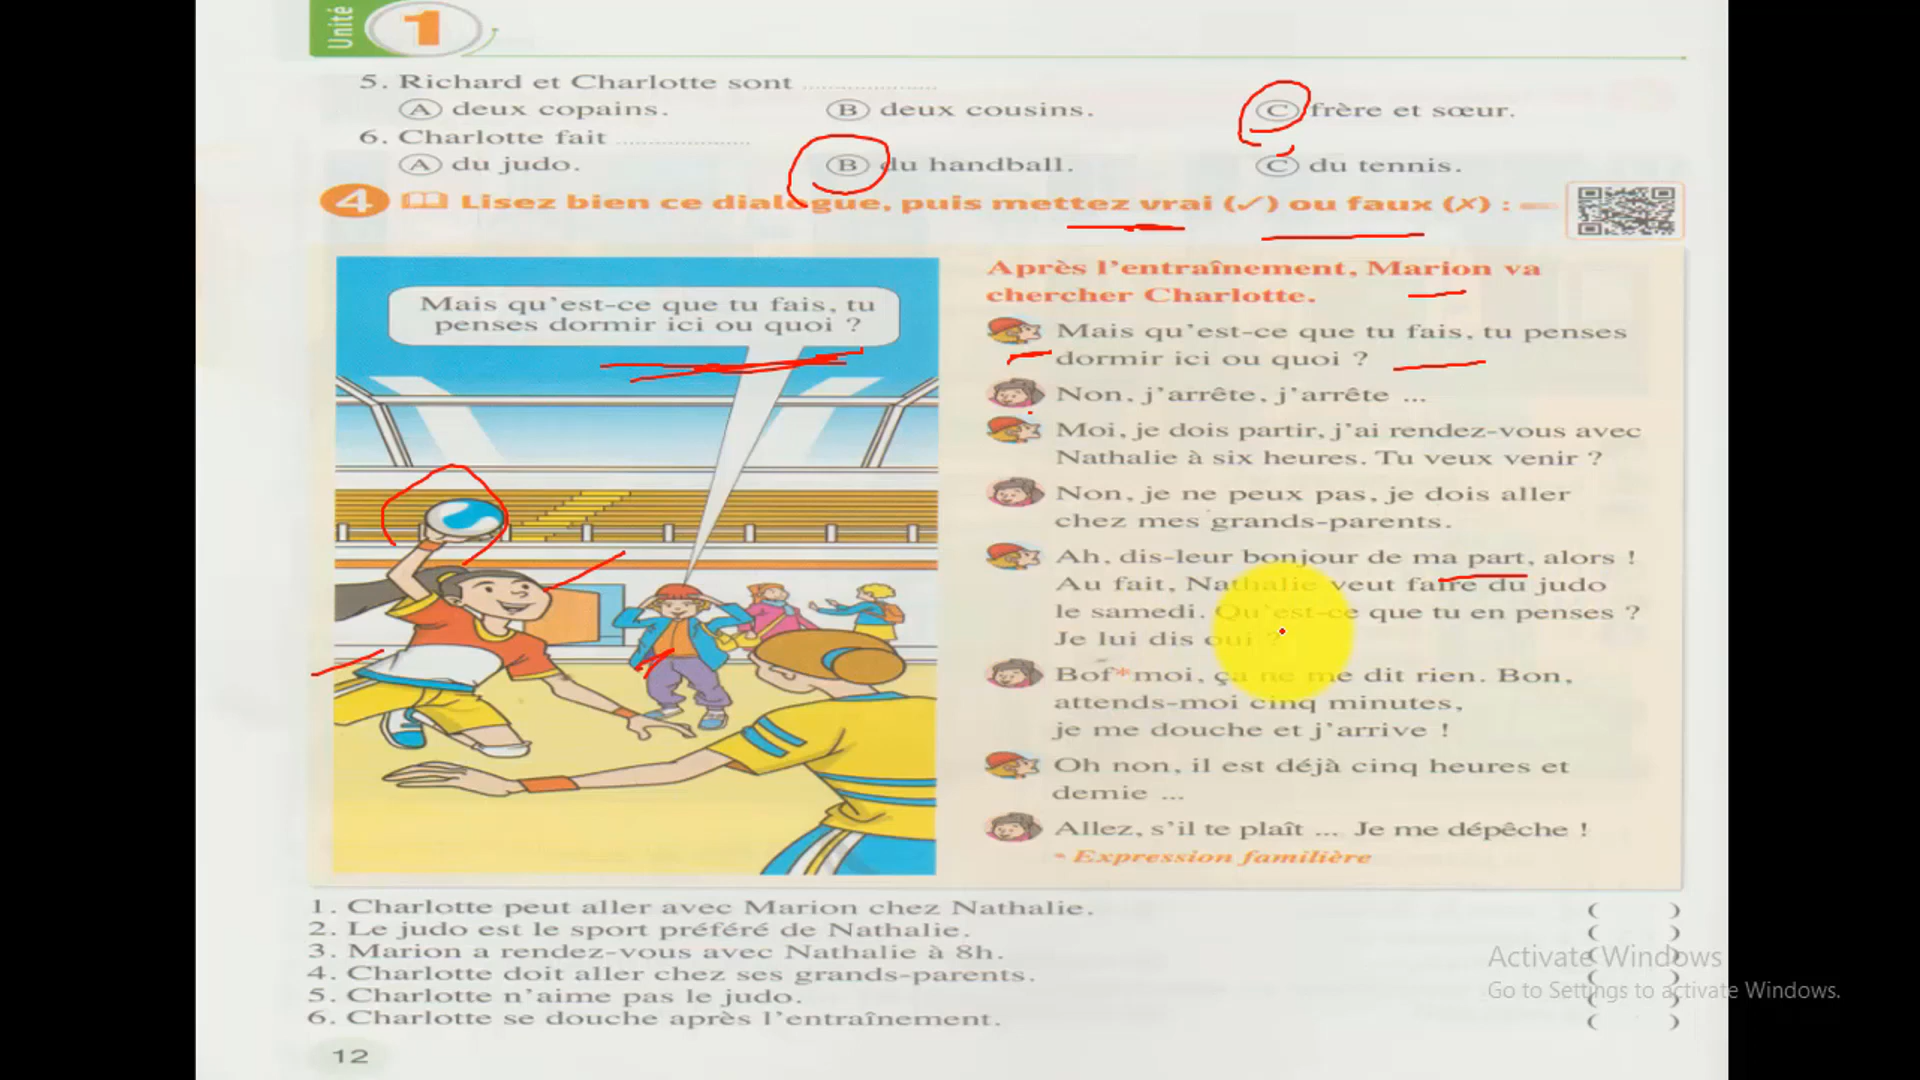 Unité 1
5. Richard et Charlotte sont ....................
A deux copains. B deux cousins. C frère et sœur.
6. Charlotte fait ....................
A du judo. B du handball. C du tennis.
4 Lisez bien ce dialogue, puis mettez vrai (✓) ou faux (✗) :
Mais qu'est-ce que tu fais, tu
penses dormir ici ou quoi ?
Après l'entraînement, Marion va
chercher Charlotte.
Mais qu'est-ce que tu fais, tu penses
dormir ici ou quoi ?
Non, j'arrête, j'arrête ...
Moi, je dois partir, j'ai rendez-vous avec
Nathalie à six heures. Tu veux venir ?
Non, je ne peux pas, je dois aller
chez mes grands-parents.
Ah, dis-leur bonjour de ma part, alors !
Au fait, Nathalie veut faire du judo
le samedi. Qu'est-ce que tu en penses ?
Je lui dis oui ?
Bof*moi, ça ne me dit rien. Bon,
attends-moi cinq minutes,
je me douche et j'arrive !
Oh non, il est déjà cinq heures et
demie ...
Allez, s'il te plaît ... Je me dépêche !
* Expression familière
1. Charlotte peut aller avec Marion chez Nathalie. ( )
2. Le judo est le sport préféré de Nathalie. ( )
3. Marion a rendez-vous avec Nathalie à 8h. ( )
4. Charlotte doit aller chez ses grands-parents. ( )
5. Charlotte n'aime pas le judo. ( )
6. Charlotte se douche après l'entraînement. ( )
12
Activate Windows
Go to Settings to activate Windows.